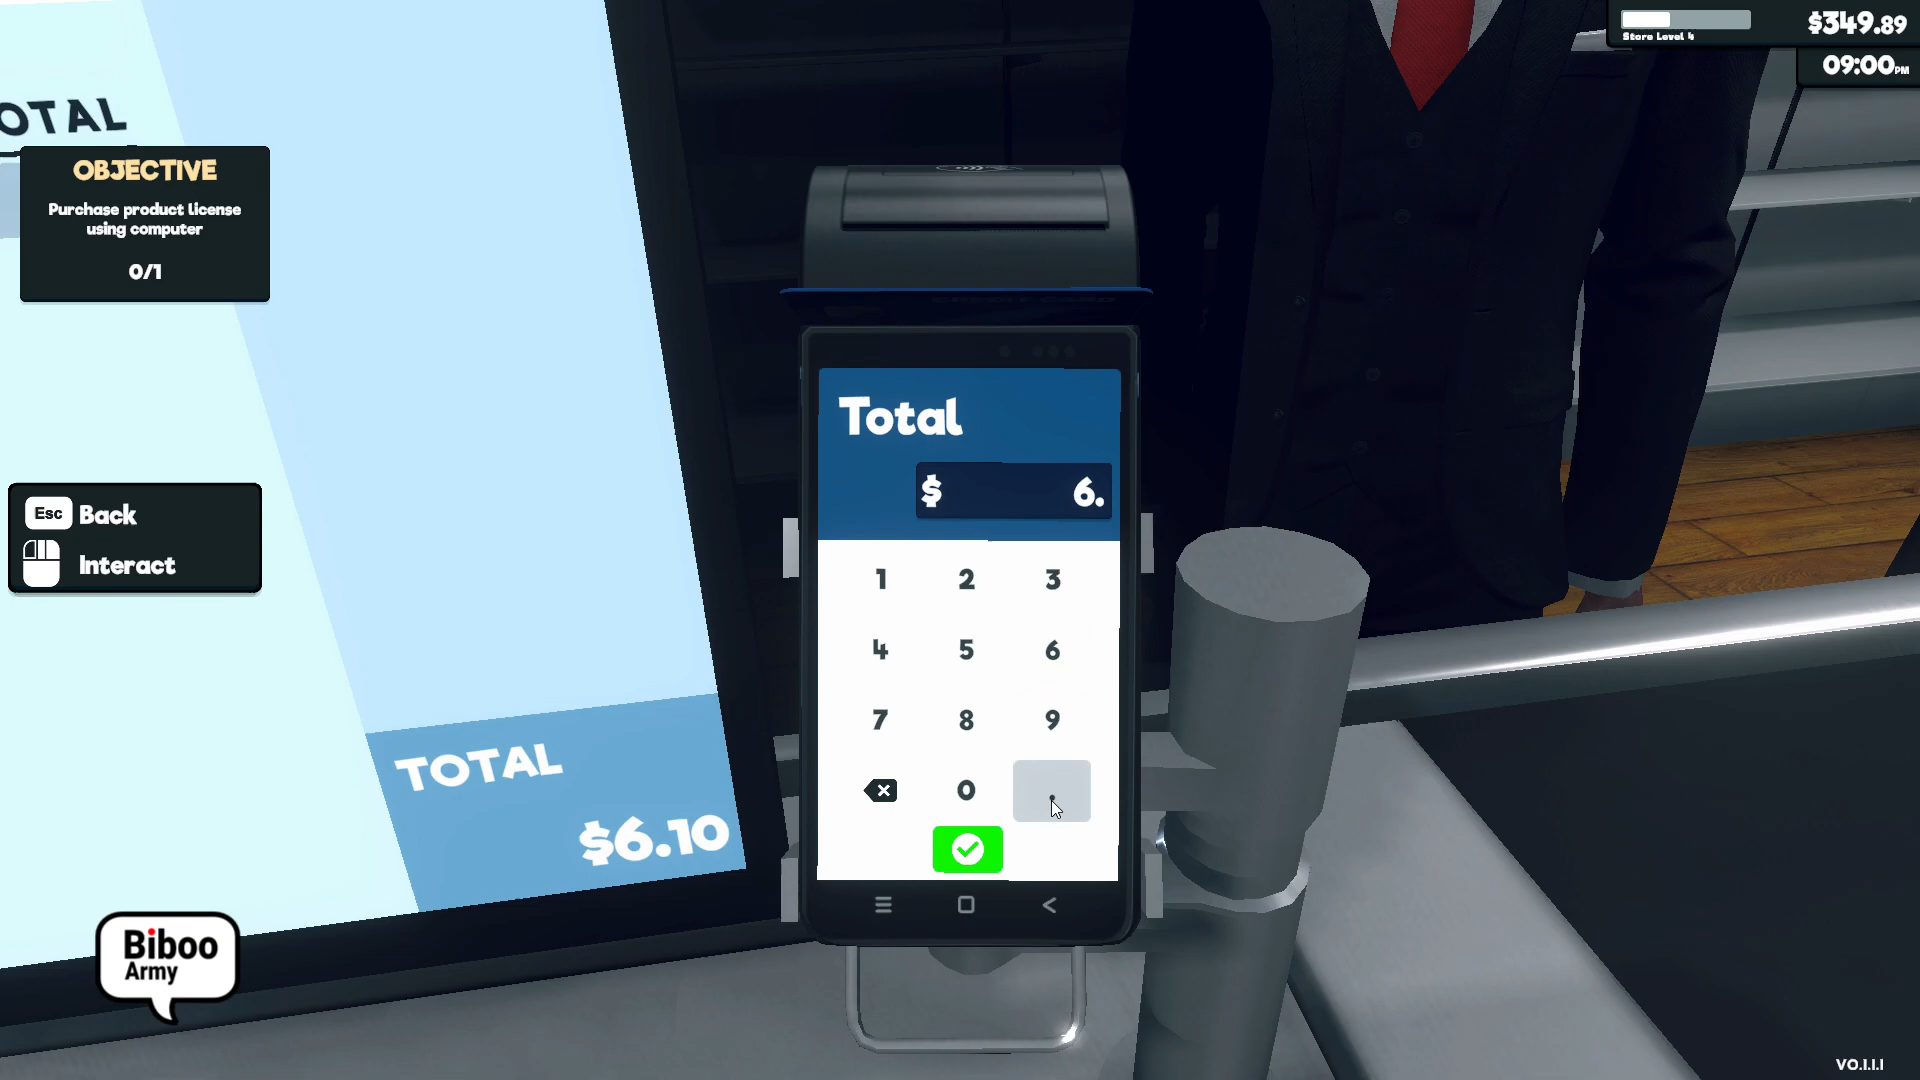 $349.89
Store Level 4
09:00PM
OTAL
OBJECTIVE
Purchase product license
using computer
0/1
Esc Back
Interact
Total
$ 6.
1 2 3
4 5 6
7 8 9
0 .
TOTAL
$6.10
Biboo
Army
V0.1.1.1